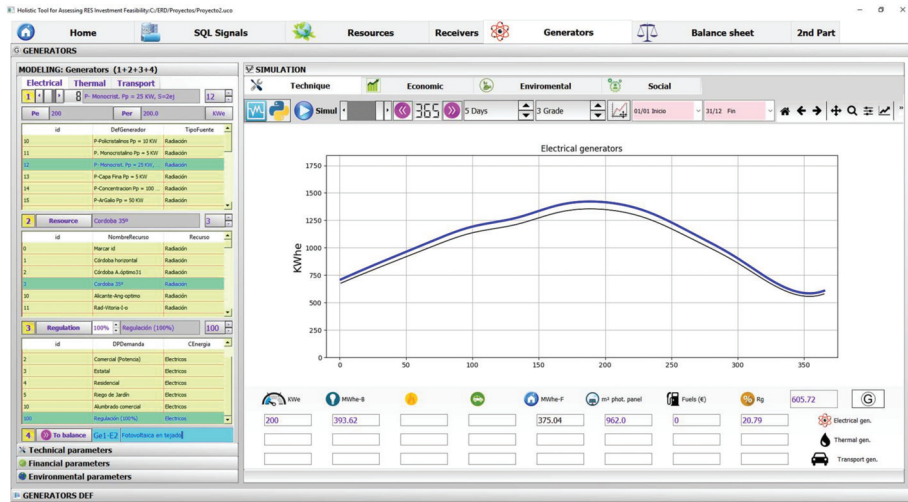 Holistic Tool for Assessing RES Investment Feasibility:C:/ERD/Proyectos/Proyecto2.uco
Home SQL Signals Resources Receivers Generators Balance sheet 2nd Part
G GENERATORS
MODELING: Generators (1+2+3+4)
Electrical Thermal Transport
1 8 P- Monocrist. Pp = 25 KW, S=2ej 12
Po 200 Por 200.0 KWe
id DefGenerador TipoFuente
10 P-Policristalinos Pp = 10 KW Radiación
11 P. Monocristalino Pp = 5 KW Radiación
12 P- Monocrist. Pp = 25 KW, ... Radiación
13 P-Capa Fina Pp = 5 KW Radiación
14 P-Concentracion Pp = 100 ... Radiación
15 P-ArGalio Pp = 50 KW Radiación
2 Resource Cordoba 35º 3
id NombreRecurso Recurso
0 Marcar id Radiación
1 Córdoba horizontal Radiación
2 Córdoba A.óptimo31 Radiación
3 Cordoba 35º Radiación
10 Alicante-Ang-optimo Radiación
11 Rad-Vitoria 0 o Radiación
3 Regulation 100% Regulación (100%) 100
id DPDemanda CEnergia
2 Comercial (Potencia) Electricos
3 Estatal Electricos
4 Residencial Electricos
5 Riego de Jardín Electricos
10 Alumbrado comercial Electricos
100 Regulación (100%) Electricos
4 To balance Ge1-E2 Fotovoltaica en tejado
Technical parameters
Financial parameters
Environmental parameters
GENERATORS DEF
SIMULATION
Technique Economic Enviromental Social
Simul 365 5 Days 3 Grade 01/01 Inicio 31/12 Fin
Electrical generators
KWhe
1750
1500
1250
1000
750
500
250
0
0 50 100 150 200 250 300 350
KWe MWhe-B MWhe-F m² phot. panel Fuels (€) % Rg 605.72 G
200 393.62 375.04 962.0 0 20.79 Electrical gen.
Thermal gen.
Transport gen.